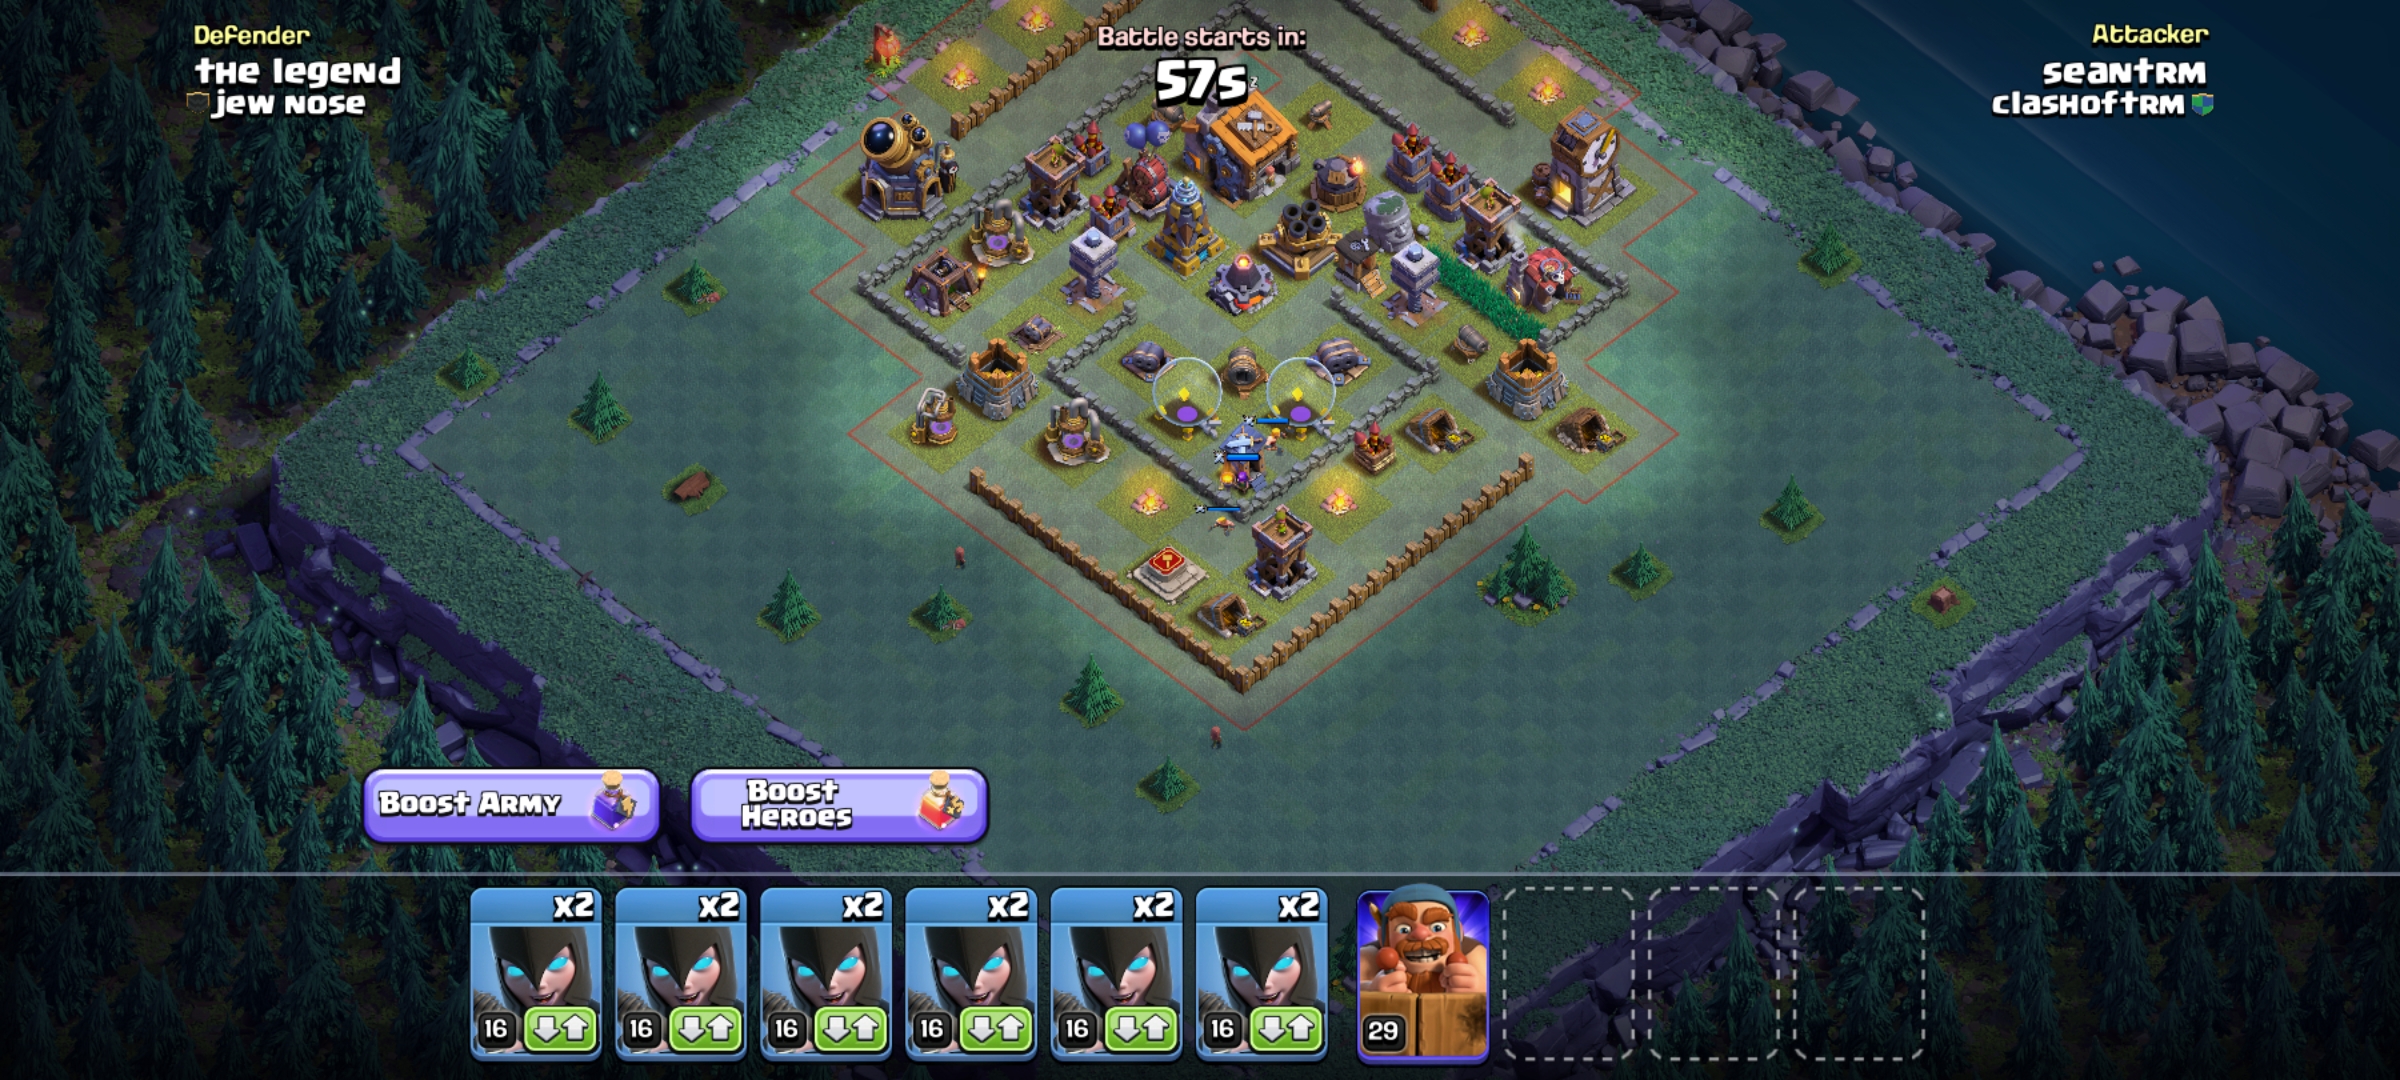 Defender
tHe legend
jew nose
Battle starts in:
57s
Attacker
seantRM
clashoftRM
Boost Army
Boost
Heroes
x2
x2
x2
x2
x2
x2
16
16
16
16
16
16
29